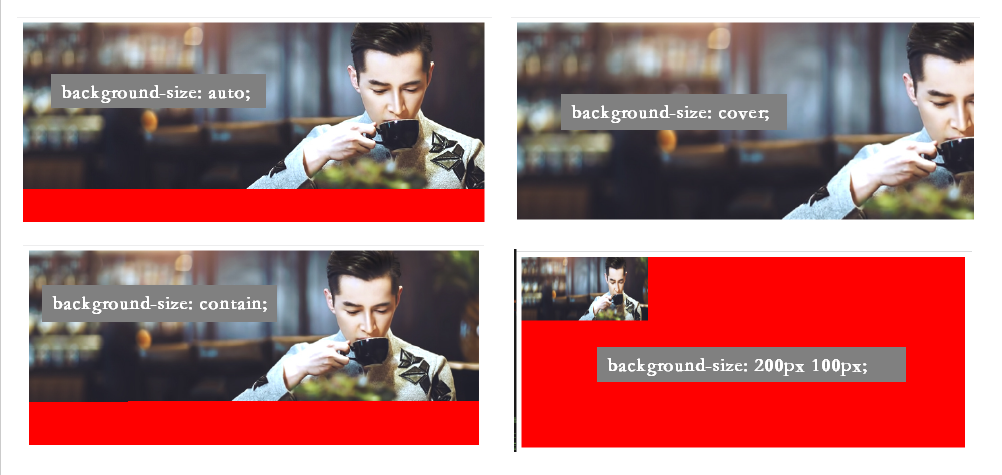 background-size: auto;
background-size: cover;
background-size: contain;
background-size: 200px 100px;